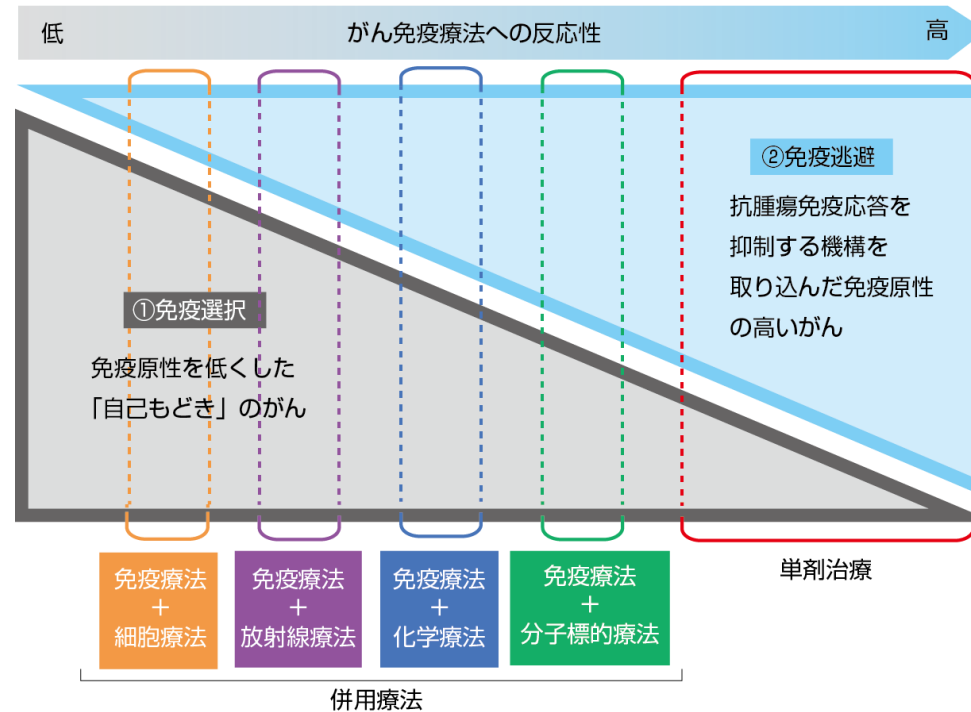 低
がん免疫療法への反応性
高
②免疫逃避
抗腫瘍免疫応答を
抑制する機構を
取り込んだ免疫原性
の高いがん
①免疫選択
免疫原性を低くした
「自己もどき」のがん
免疫療法
+
細胞療法
免疫療法
+
放射線療法
免疫療法
+
化学療法
免疫療法
+
分子標的療法
単剤治療
併用療法